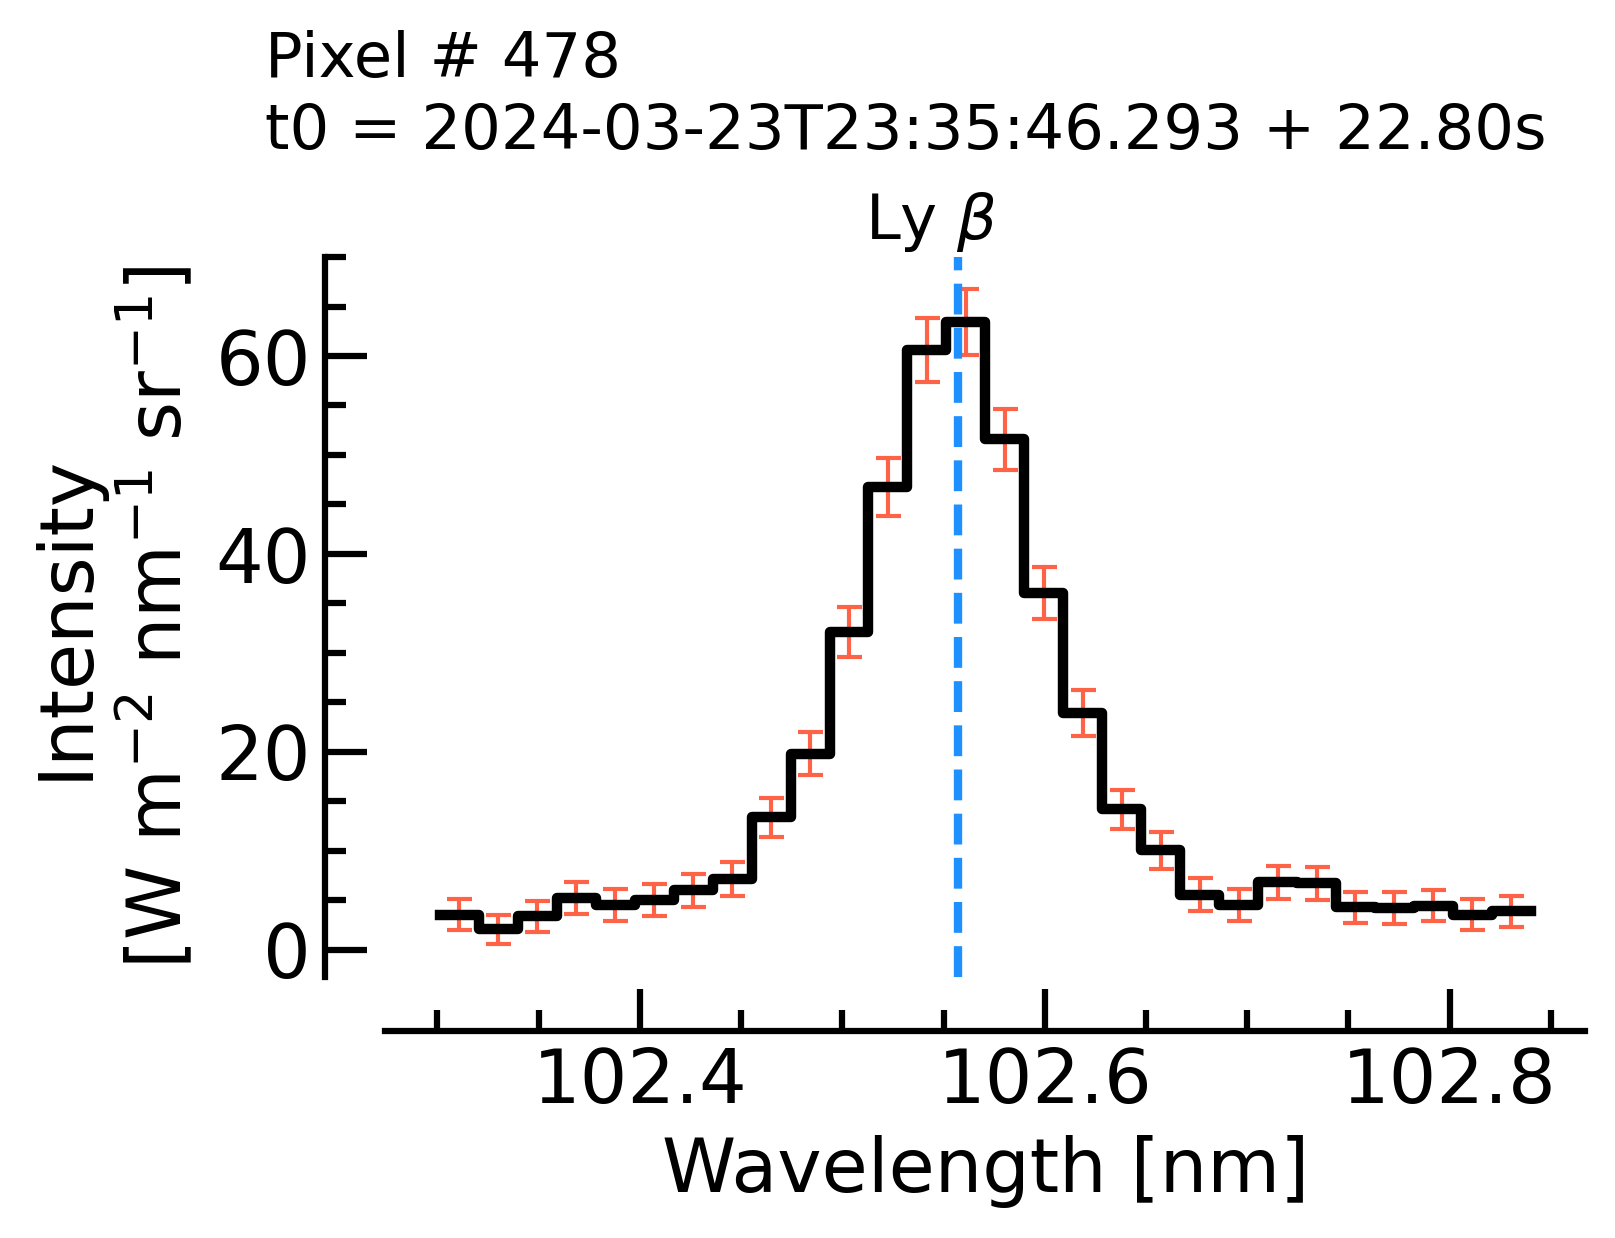 Pixel # 478
t0 = 2024-03-23T23:35:46.293 + 22.80s
Ly β
Intensity
[W m⁻² nm⁻¹ sr⁻¹]
60
40
20
0
102.4 102.6 102.8
Wavelength [nm]